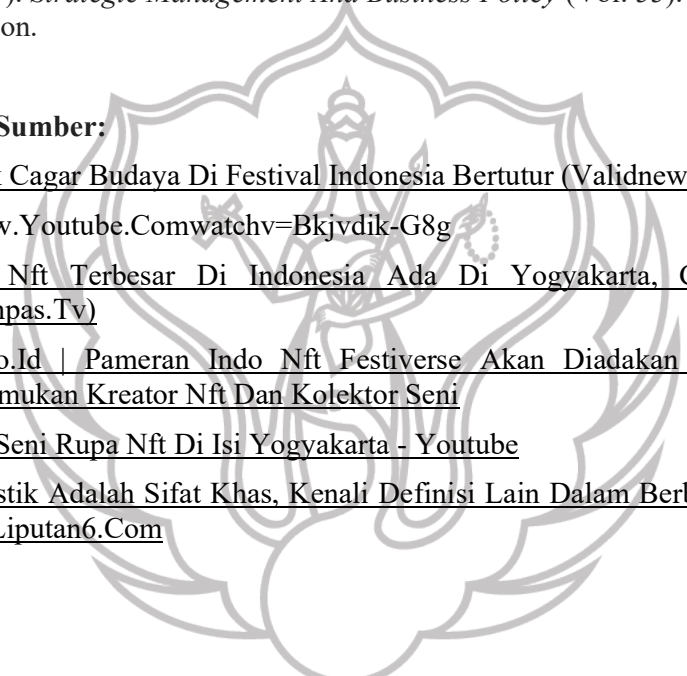 ). Strategic Management And Business Policy (Vol. 55).
on.
Sumber:
Cagar Budaya Di Festival Indonesia Bertutur (Validnew
w.Youtube.Comwatchv=Bkjvdik-G8g
Nft Terbesar Di Indonesia Ada Di Yogyakarta,
mpas.Tv)
o.Id | Pameran Indo Nft Festiverse Akan Diadakan
mukan Kreator Nft Dan Kolektor Seni
Seni Rupa Nft Di Isi Yogyakarta - Youtube
stik Adalah Sifat Khas, Kenali Definisi Lain Dalam Berb
Liputan6.Com